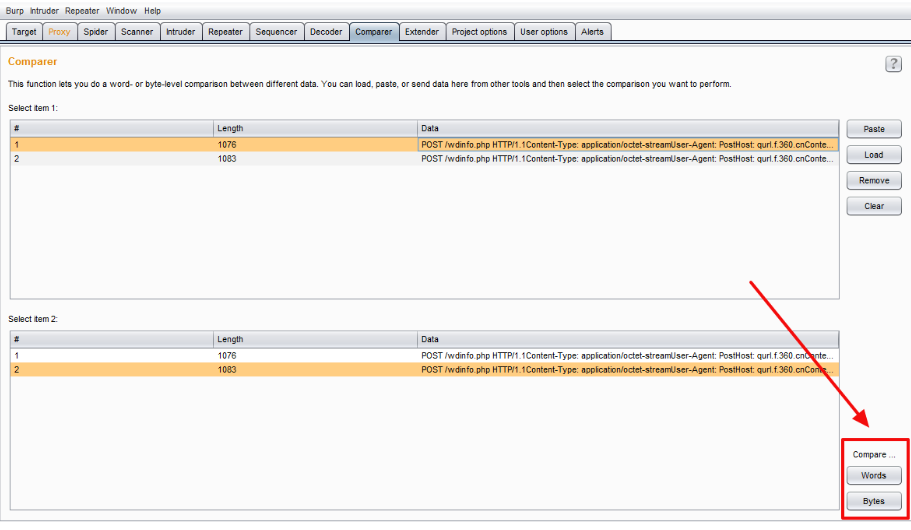 Burp Intruder Repeater Window Help
Target Proxy Spider Scanner Intruder Repeater Sequencer Decoder Comparer Extender Project options User options Alerts
Comparer
?
This function lets you do a word- or byte-level comparison between different data. You can load, paste, or send data here from other tools and then select the comparison you want to perform.
Select item 1:
# Length Data
1 1076 POST /wdinfo.php HTTP/1.1Content-Type: application/octet-streamUser-Agent: PostHost: qurl.f.360.cnConte...
2 1083 POST /wdinfo.php HTTP/1.1Content-Type: application/octet-streamUser-Agent: PostHost: qurl.f.360.cnConte...
Paste
Load
Remove
Clear
Select item 2:
# Length Data
1 1076 POST /wdinfo.php HTTP/1.1Content-Type: application/octet-streamUser-Agent: PostHost: qurl.f.360.cnConte...
2 1083 POST /wdinfo.php HTTP/1.1Content-Type: application/octet-streamUser-Agent: PostHost: qurl.f.360.cnConte...
Compare ...
Words
Bytes